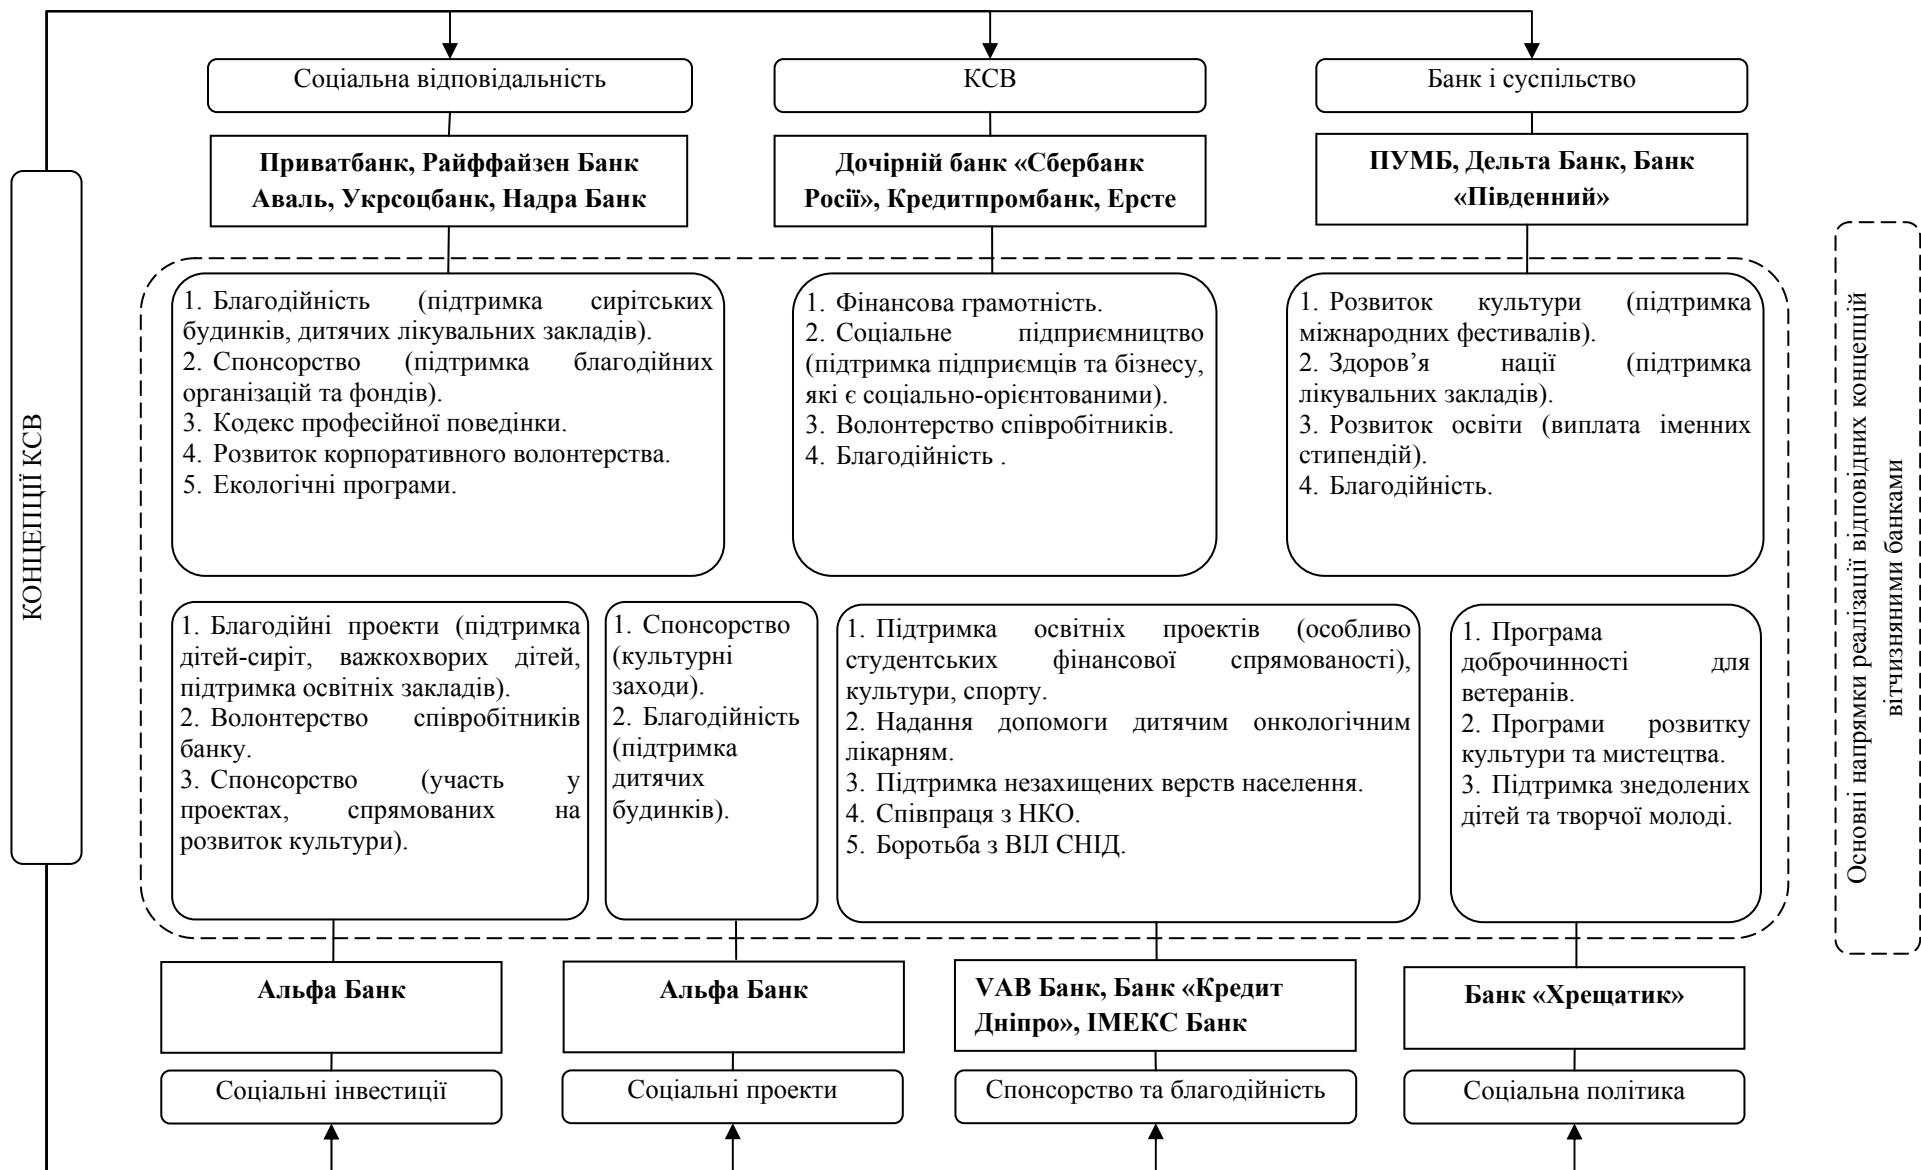 Соціальна відповідальність
КСВ
Банк і суспільство
Приватбанк, Райффайзен Банк
Аваль, Укрсоцбанк, Надра Банк
Дочірній банк «Сбербанк
Росії», Кредитпромбанк, Ерсте
ПУМБ, Дельта Банк, Банк
«Південний»
КОНЦЕПЦІЇ КСВ
1. Благодійність (підтримка сирітських
будинків, дитячих лікувальних закладів).
2. Спонсорство (підтримка благодійних
організацій та фондів).
3. Кодекс професійної поведінки.
4. Розвиток корпоративного волонтерства.
5. Екологічні програми.
1. Фінансова грамотність.
2. Соціальне підприємництво
(підтримка підприємців та бізнесу,
які є соціально-орієнтованими).
3. Волонтерство співробітників.
4. Благодійність .
1. Розвиток культури (підтримка
міжнародних фестивалів).
2. Здоров’я нації (підтримка
лікувальних закладів).
3. Розвиток освіти (виплата іменних
стипендій).
4. Благодійність.
Основні напрямки реалізації відповідних концепцій
вітчизняними банками
1. Благодійні проекти (підтримка
дітей-сиріт, важкохворих дітей,
підтримка освітніх закладів).
2. Волонтерство співробітників
банку.
3. Спонсорство (участь у
проектах, спрямованих на
розвиток культури).
1. Спонсорство
(культурні
заходи).
2. Благодійність
(підтримка
дитячих
будинків).
1. Підтримка освітніх проектів (особливо
студентських фінансової спрямованості),
культури, спорту.
2. Надання допомоги дитячим онкологічним
лікарням.
3. Підтримка незахищених верств населення.
4. Співпраця з НКО.
5. Боротьба з ВІЛ СНІД.
1. Програма
доброчинності для
ветеранів.
2. Програми розвитку
культури та мистецтва.
3. Підтримка знедолених
дітей та творчої молоді.
Альфа Банк
Альфа Банк
VAB Банк, Банк «Кредит
Дніпро», ІМЕКС Банк
Банк «Хрещатик»
Соціальні інвестиції
Соціальні проекти
Спонсорство та благодійність
Соціальна політика